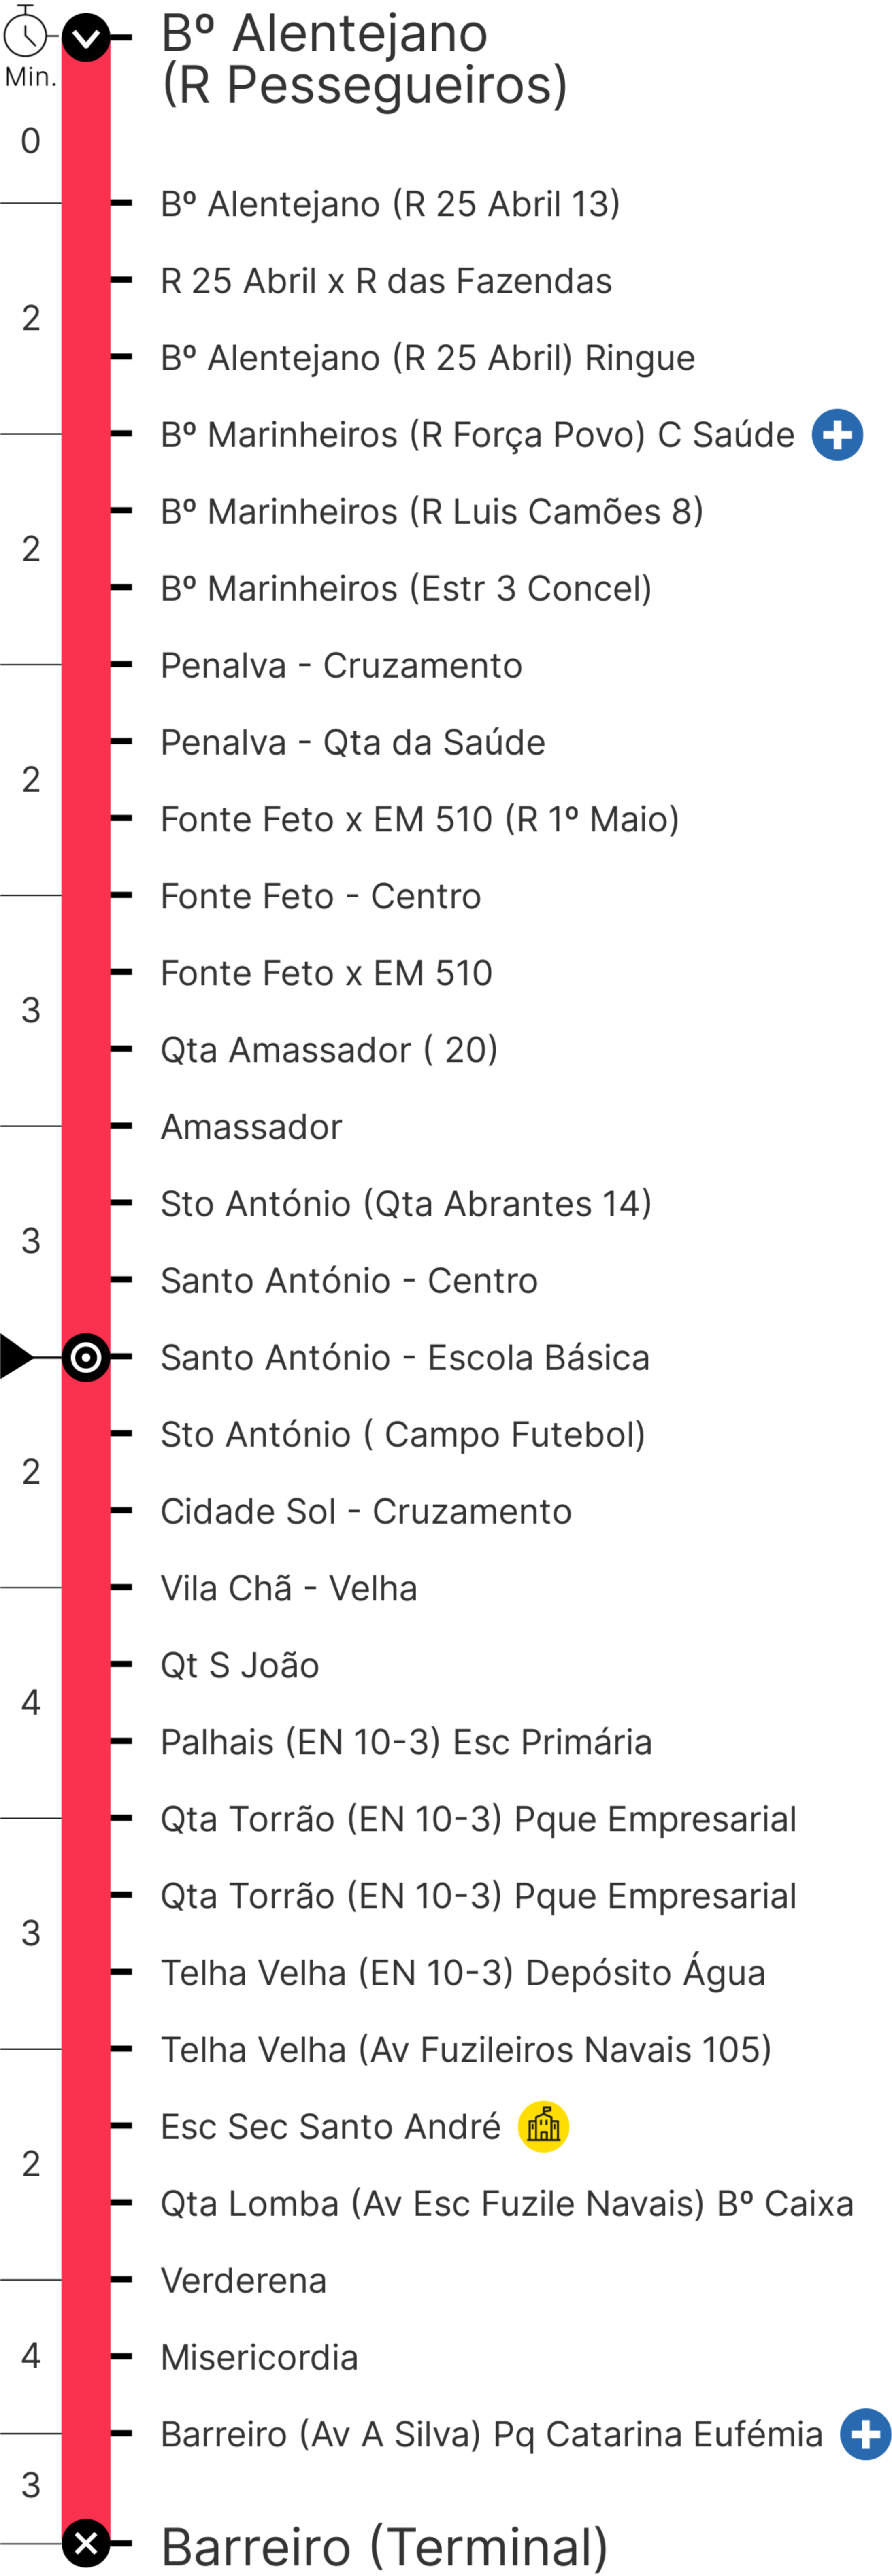 Bº Alentejano
(R Pessegueiros)
Min.
0
Bº Alentejano (R 25 Abril 13)
R 25 Abril x R das Fazendas
2
Bº Alentejano (R 25 Abril) Ringue
Bº Marinheiros (R Força Povo) C Saúde
Bº Marinheiros (R Luis Camões 8)
2
Bº Marinheiros (Estr 3 Concel)
Penalva - Cruzamento
Penalva - Qta da Saúde
2
Fonte Feto x EM 510 (R 1º Maio)
Fonte Feto - Centro
Fonte Feto x EM 510
3
Qta Amassador ( 20)
Amassador
Sto António (Qta Abrantes 14)
3
Santo António - Centro
Santo António - Escola Básica
Sto António ( Campo Futebol)
2
Cidade Sol - Cruzamento
Vila Chã - Velha
Qt S João
4
Palhais (EN 10-3) Esc Primária
Qta Torrão (EN 10-3) Pque Empresarial
Qta Torrão (EN 10-3) Pque Empresarial
3
Telha Velha (EN 10-3) Depósito Água
Telha Velha (Av Fuzileiros Navais 105)
Esc Sec Santo André
2
Qta Lomba (Av Esc Fuzile Navais) Bº Caixa
Verderena
4
Misericordia
Barreiro (Av A Silva) Pq Catarina Eufémia
3
Barreiro (Terminal)